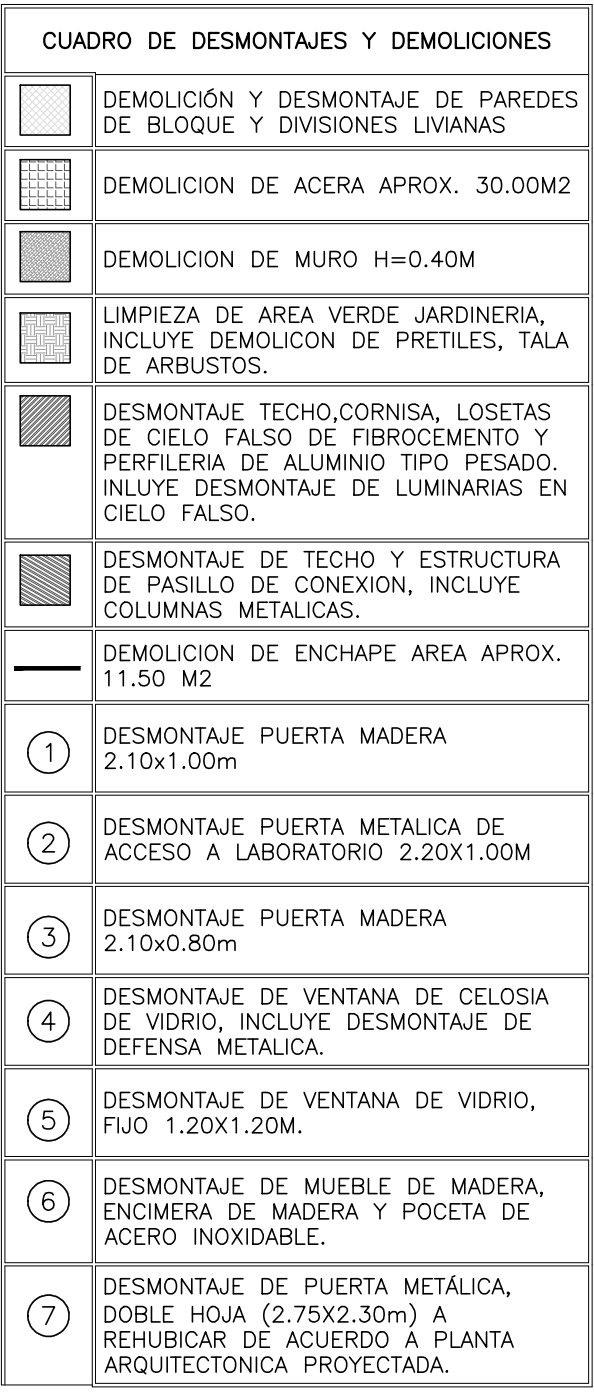 CUADRO DE DESMONTAJES Y DEMOLICIONES
DEMOLICIÓN Y DESMONTAJE DE PAREDES
DE BLOQUE Y DIVISIONES LIVIANAS
DEMOLICION DE ACERA APROX. 30.00M2
DEMOLICION DE MURO H=0.40M
LIMPIEZA DE AREA VERDE JARDINERIA,
INCLUYE DEMOLICON DE PRETILES, TALA
DE ARBUSTOS.
DESMONTAJE TECHO,CORNISA, LOSETAS
DE CIELO FALSO DE FIBROCEMENTO Y
PERFILERIA DE ALUMINIO TIPO PESADO.
INLUYE DESMONTAJE DE LUMINARIAS EN
CIELO FALSO.
DESMONTAJE DE TECHO Y ESTRUCTURA
DE PASILLO DE CONEXION, INCLUYE
COLUMNAS METALICAS.
DEMOLICION DE ENCHAPE AREA APROX.
11.50 M2
1
DESMONTAJE PUERTA MADERA
2.10x1.00m
2
DESMONTAJE PUERTA METALICA DE
ACCESO A LABORATORIO 2.20X1.00M
3
DESMONTAJE PUERTA MADERA
2.10x0.80m
4
DESMONTAJE DE VENTANA DE CELOSIA
DE VIDRIO, INCLUYE DESMONTAJE DE
DEFENSA METALICA.
5
DESMONTAJE DE VENTANA DE VIDRIO,
FIJO 1.20X1.20M.
6
DESMONTAJE DE MUEBLE DE MADERA,
ENCIMERA DE MADERA Y POCETA DE
ACERO INOXIDABLE.
7
DESMONTAJE DE PUERTA METÁLICA,
DOBLE HOJA (2.75X2.30m) A
REHUBICAR DE ACUERDO A PLANTA
ARQUITECTONICA PROYECTADA.